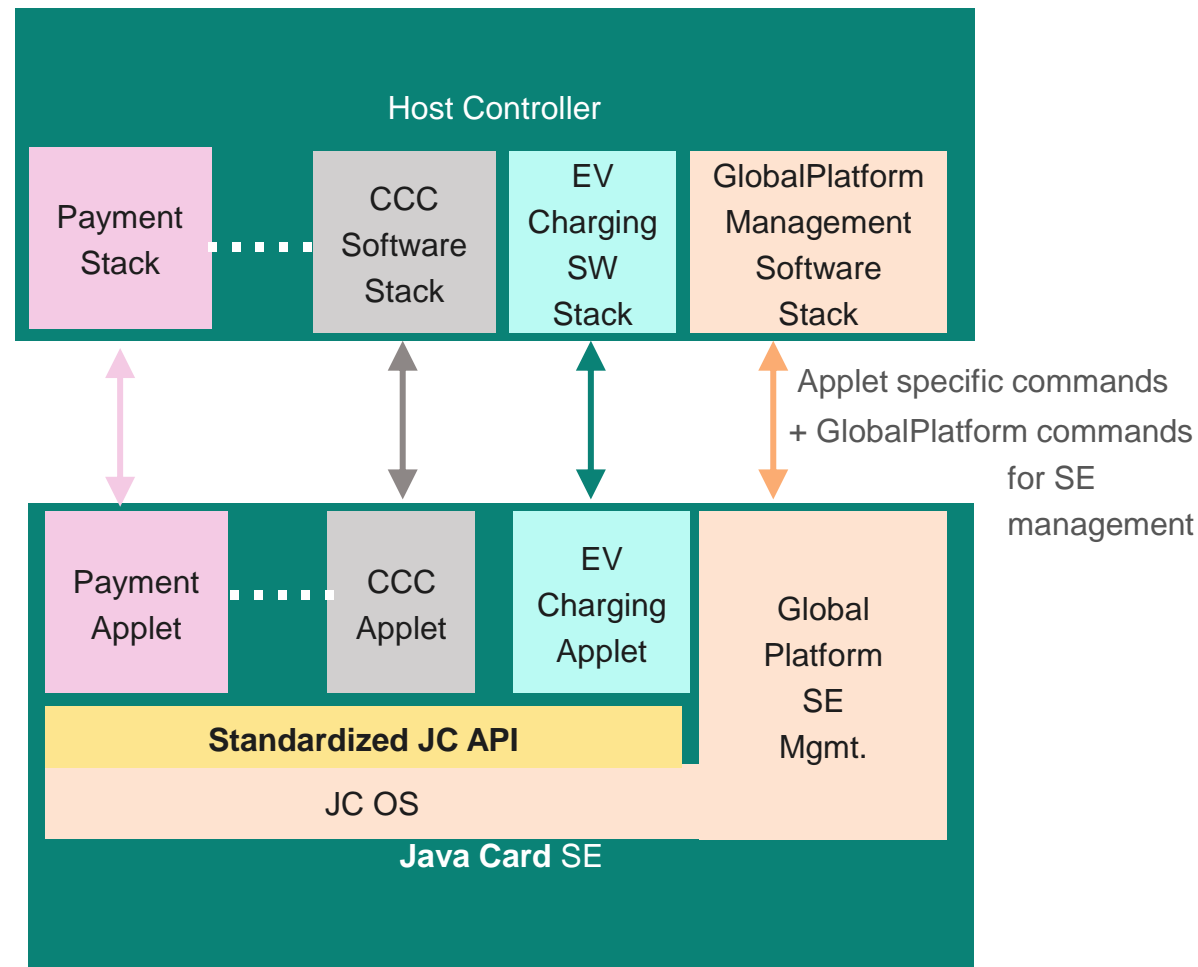 Host Controller
Payment
Stack
CCC
Software
Stack
EV
Charging
SW
Stack
GlobalPlatform
Management
Software
Stack
Applet specific commands
+ GlobalPlatform commands
for SE
management
Payment
Applet
CCC
Applet
EV
Charging
Applet
Global
Platform
SE
Mgmt.
Standardized JC API
JC OS
Java Card SE